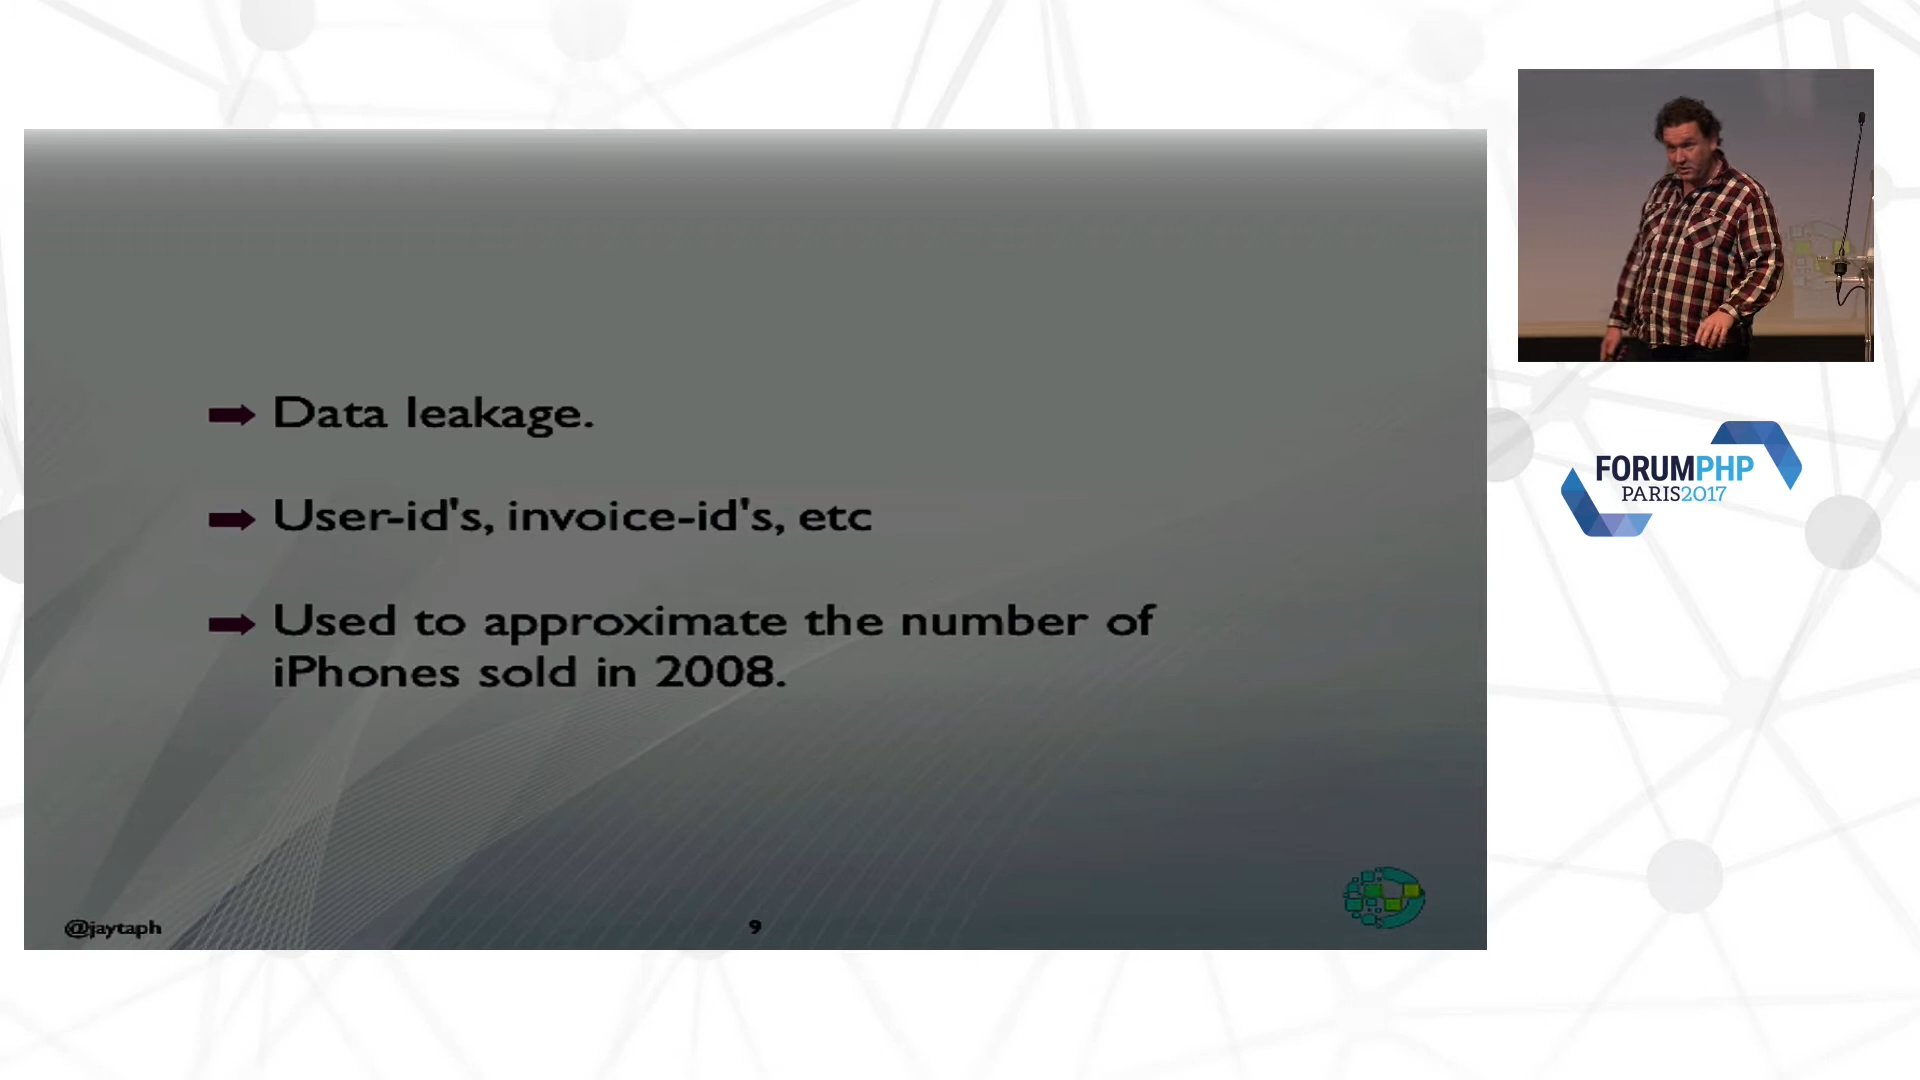 Data leakage.
User-id's, invoice-id's, etc
Used to approximate the number of
iPhones sold in 2008.
@jaytaph
9
FORUMPHP
PARIS2017